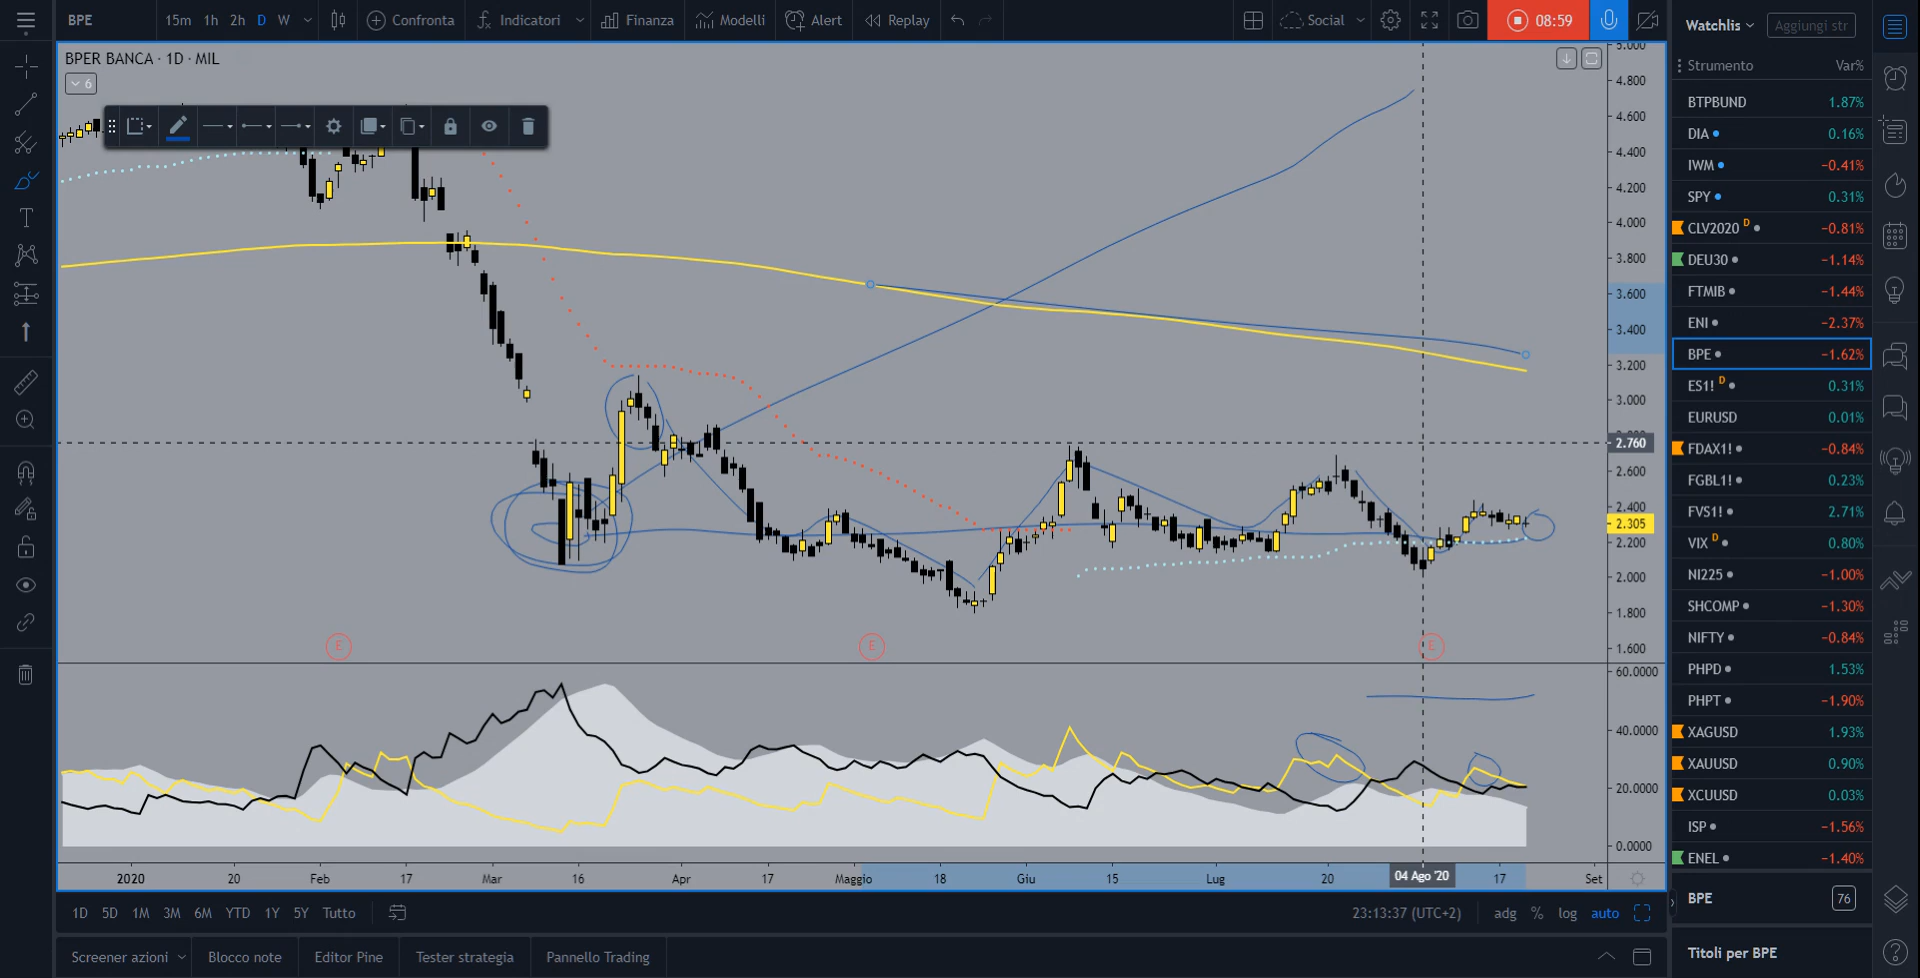 BPE 15m 1h 2h D W Confronta Indicatori Finanza Modelli Alert Replay Social 08:59
Watchlis Aggiungi str
BPER BANCA · 1D · MIL
6
Strumento Var%
BTPBUND 1.87%
DIA 0.16%
IWM −0.41%
SPY 0.31%
CLV2020 D −0.81%
DEU30 −1.14%
FTMIB −1.44%
ENI −2.37%
BPE −1.62%
ES1! D 0.31%
EURUSD 0.01%
FDAX1! −0.84%
FGBL1! 0.23%
FVS1! 2.71%
VIX D 0.80%
NI225 −1.00%
SHCOMP −1.30%
NIFTY −0.84%
PHPD 1.53%
PHPT −1.90%
XAGUSD 1.93%
XAUUSD 0.90%
XCUUSD 0.03%
ISP −1.56%
ENEL −1.40%
BPE 76
Titoli per BPE
5.000
4.800
4.600
4.400
4.200
4.000
3.800
3.600
3.400
3.200
3.000
2.760
2.600
2.400
2.305
2.200
2.000
1.800
1.600
E E E
60.0000
40.0000
20.0000
0.0000
2020 20 Feb 17 Mar 16 Apr 17 Maggio 18 Giu 15 Lug 20 04 Ago '20 17 Set
1D 5D 1M 3M 6M YTD 1Y 5Y Tutto 23:13:37 (UTC+2) adg % log auto
Screener azioni Blocco note Editor Pine Tester strategia Pannello Trading